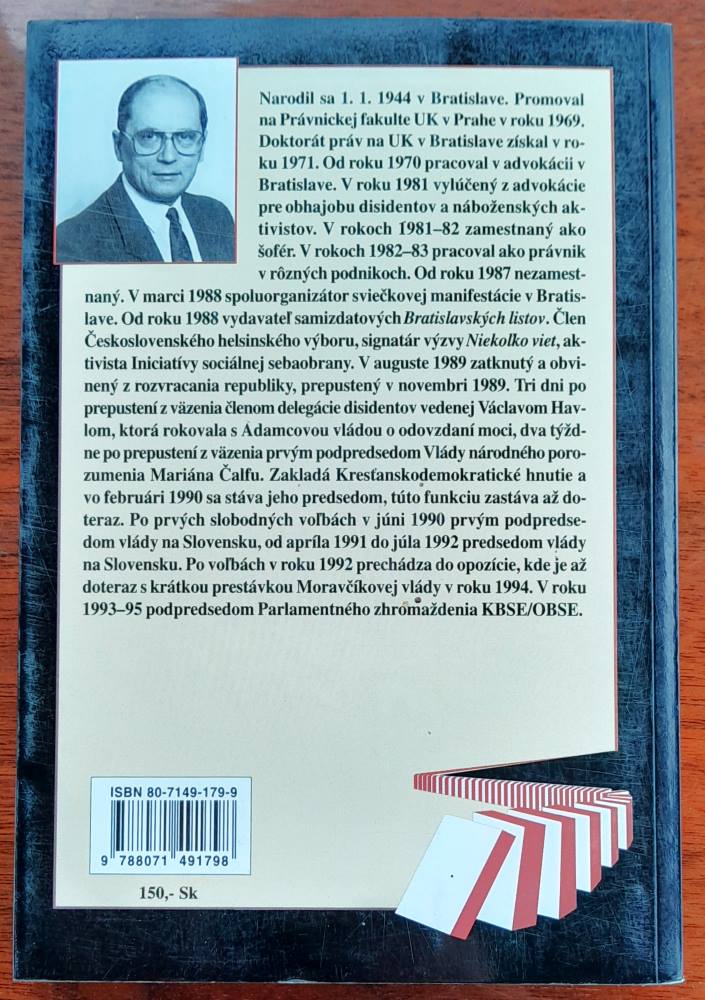 Narodil sa 1. 1. 1944 v Bratislave. Promoval
na Právnickej fakulte UK v Prahe v roku 1969.
Doktorát práv na UK v Bratislave získal v ro-
ku 1971. Od roku 1970 pracoval v advokácii v
Bratislave. V roku 1981 vylúčený z advokácie
pre obhajobu disidentov a náboženských ak-
tivistov. V rokoch 1981–82 zamestnaný ako
šofér. V rokoch 1982–83 pracoval ako právnik
v rôznych podnikoch. Od roku 1987 nezamest-
naný. V marci 1988 spoluorganizátor sviečkovej manifestácie v Bratis-
lave. Od roku 1988 vydavateľ samizdatových Bratislavských listov. Člen
Československého helsinského výboru, signatár výzvy Niekoľko viet, ak-
tivista Iniciatívy sociálnej sebaobrany. V auguste 1989 zatknutý a obvi-
nený z rozvracania republiky, prepustený v novembri 1989. Tri dni po
prepustení z väzenia členom delegácie disidentov vedenej Václavom Hav-
lom, ktorá rokovala s Adamcovou vládou o odovzdaní moci, dva týžd-
ne po prepustení z väzenia prvým podpredsedom Vlády národného poro-
zumenia Mariána Čalfu. Zakladá Kresťanskodemokratické hnutie a
vo februári 1990 sa stáva jeho predsedom, túto funkciu zastáva až do-
teraz. Po prvých slobodných voľbách v júni 1990 prvým podpredse-
dom vlády na Slovensku, od apríla 1991 do júla 1992 predsedom vlády
na Slovensku. Po voľbách v roku 1992 prechádza do opozície, kde je až
doteraz s krátkou prestávkou Moravčíkovej vlády v roku 1994. V roku
1993–95 podpredsedom Parlamentného zhromaždenia KBSE/OBSE.
ISBN 80-7149-179-9
9 788071 491798
150,- Sk